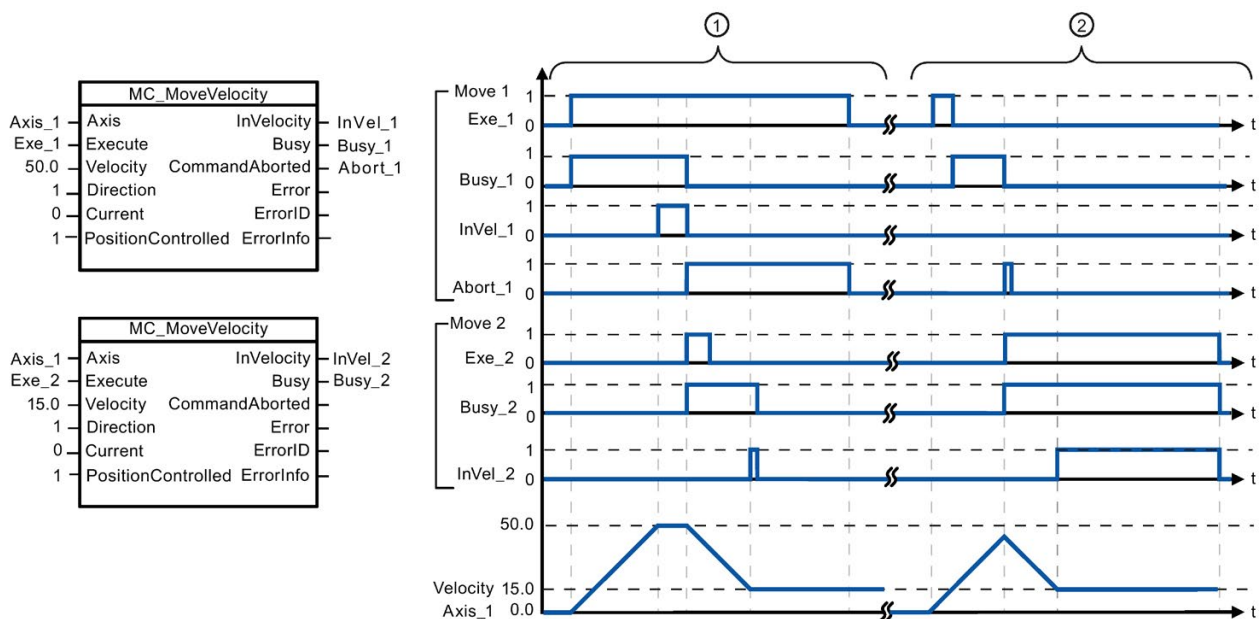 MC_MoveVelocity
Axis_1 Axis InVelocity InVel_1
Exe_1 Execute Busy Busy_1
50.0 Velocity CommandAborted Abort_1
1 Direction Error
0 Current ErrorID
1 PositionControlled ErrorInfo
MC_MoveVelocity
Axis_1 Axis InVelocity InVel_2
Exe_2 Execute Busy Busy_2
15.0 Velocity CommandAborted
1 Direction Error
0 Current ErrorID
1 PositionControlled ErrorInfo
① ②
Move 1
1
Exe_1 0 t
1
Busy_1 0 t
1
InVel_1 0 t
1
Abort_1 0 t
Move 2
1
Exe_2 0 t
1
Busy_2 0 t
1
InVel_2 0 t
50.0
Velocity 15.0
Axis_1 0.0 t